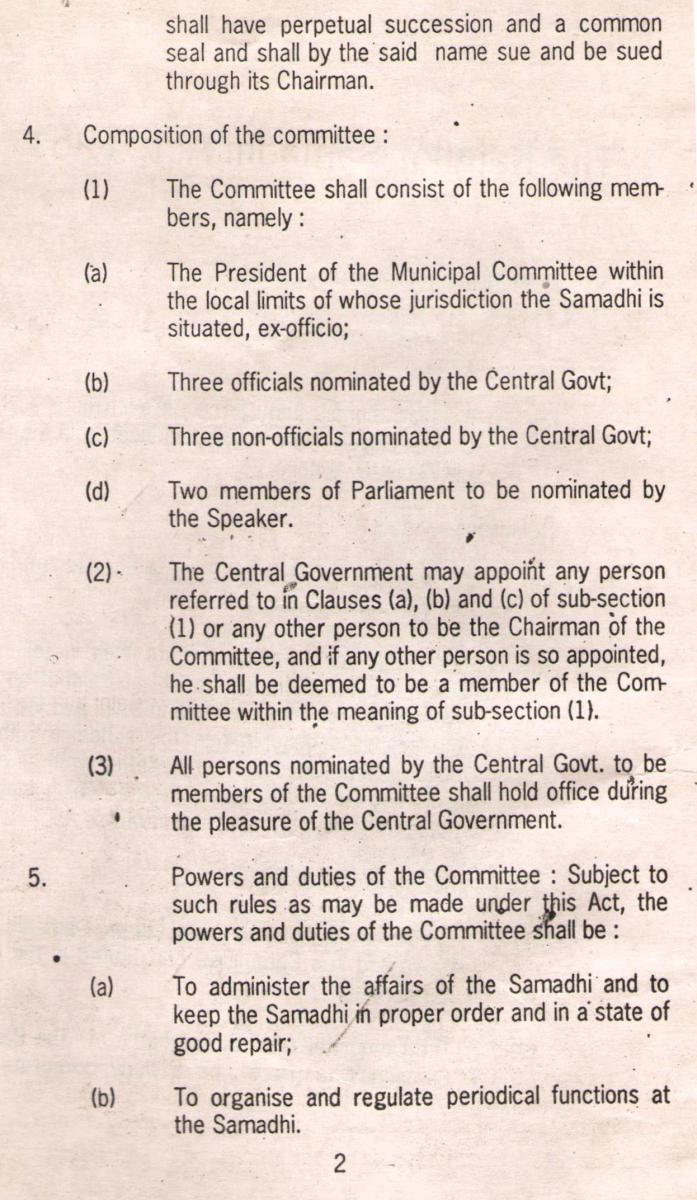 shall have perpetual succession and a common
seal and shall by the said name sue and be sued
through its Chairman.
4. Composition of the committee :
(1) The Committee shall consist of the following mem-
bers, namely :
(a) The President of the Municipal Committee within
the local limits of whose jurisdiction the Samadhi is
situated, ex-officio;
(b) Three officials nominated by the Central Govt;
(c) Three non-officials nominated by the Central Govt;
(d) Two members of Parliament to be nominated by
the Speaker.
(2) The Central Government may appoint any person
referred to in Clauses (a), (b) and (c) of sub-section
(1) or any other person to be the Chairman of the
Committee, and if any other person is so appointed,
he shall be deemed to be a member of the Com-
mittee within the meaning of sub-section (1).
(3) All persons nominated by the Central Govt. to be
members of the Committee shall hold office during
the pleasure of the Central Government.
5. Powers and duties of the Committee : Subject to
such rules as may be made under this Act, the
powers and duties of the Committee shall be :
(a) To administer the affairs of the Samadhi and to
keep the Samadhi in proper order and in a state of
good repair;
(b) To organise and regulate periodical functions at
the Samadhi.
2